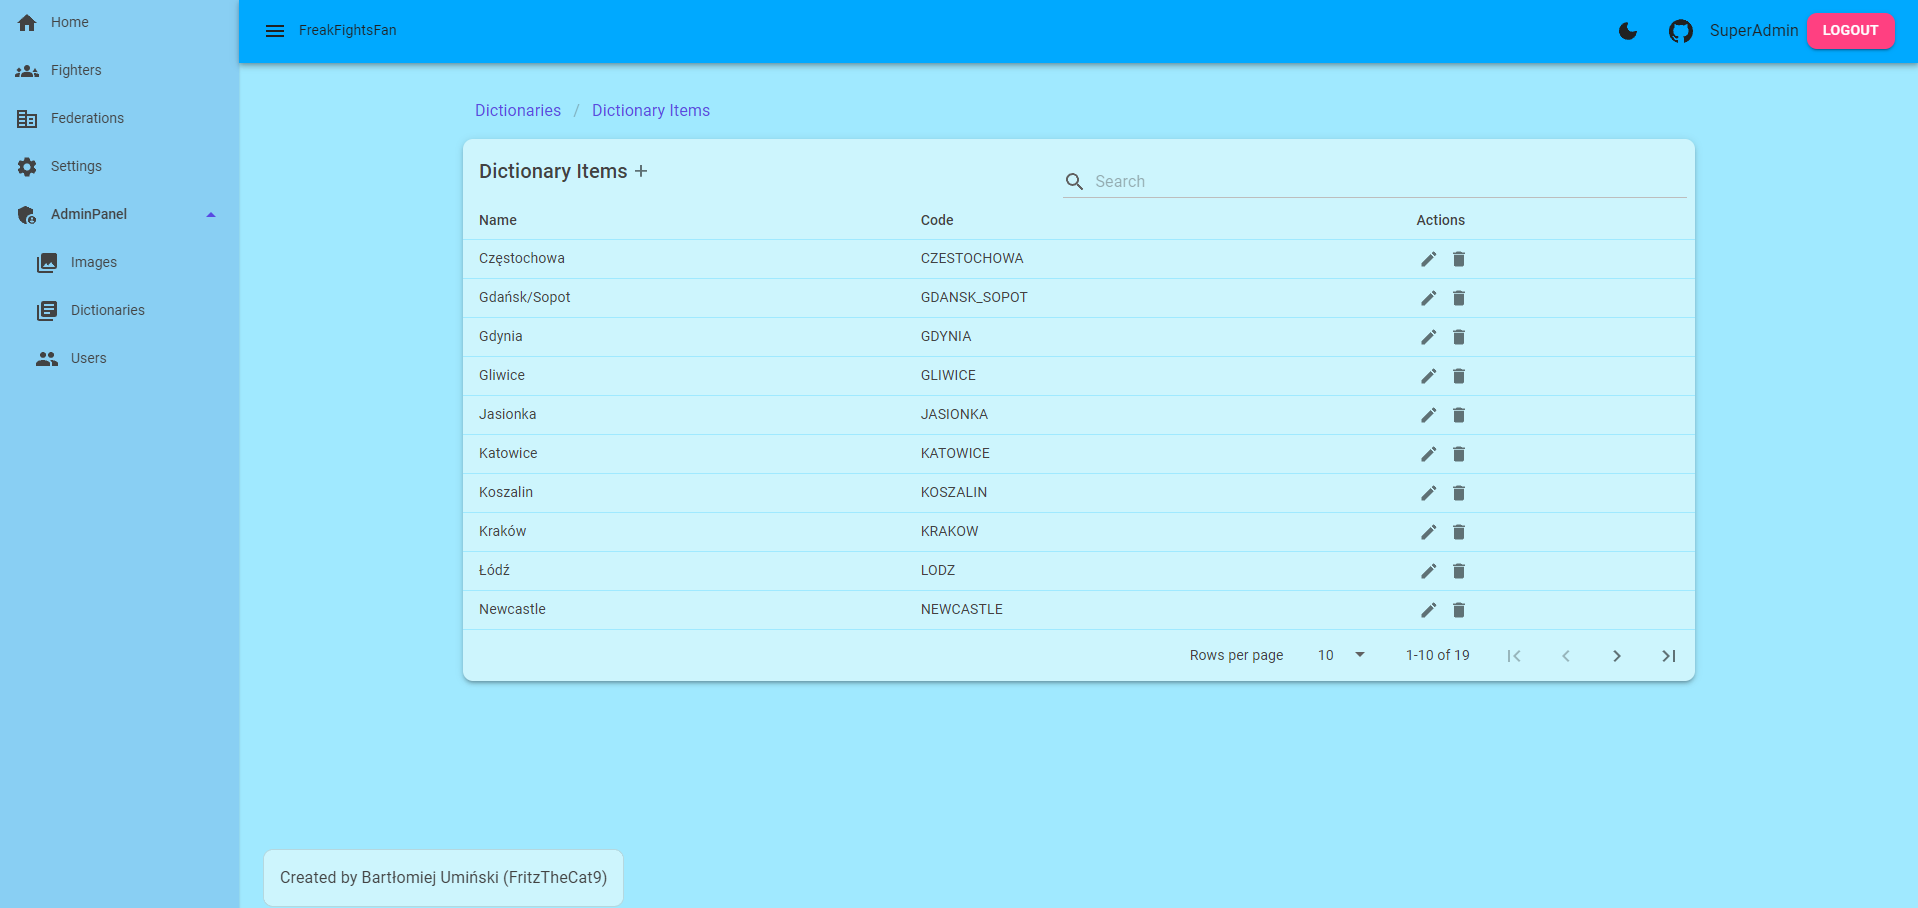 Home
Fighters
Federations
Settings
AdminPanel
Images
Dictionaries
Users
FreakFightsFan
SuperAdmin
LOGOUT
Dictionaries / Dictionary Items
Dictionary Items +
Search
Name Code Actions
Częstochowa CZESTOCHOWA
Gdańsk/Sopot GDANSK_SOPOT
Gdynia GDYNIA
Gliwice GLIWICE
Jasionka JASIONKA
Katowice KATOWICE
Koszalin KOSZALIN
Kraków KRAKOW
Łódź LODZ
Newcastle NEWCASTLE
Rows per page 10 1-10 of 19
Created by Bartłomiej Umiński (FritzTheCat9)